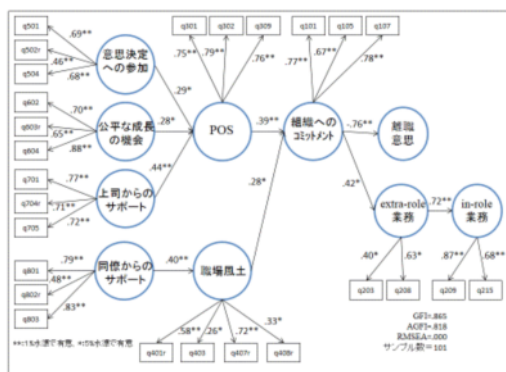 q501
q502r
q504
.69**
.46**
.68**
意思決定
への参加
q602
q603r
q604
.70**
.65**
.88**
公平な成長
の機会
q701
q704r
q705
.77**
.71**
.72**
上司からの
サポート
q801
q802r
q803
.79**
.48**
.83**
同僚からの
サポート
q301
q302
q309
.75**
.79**
.76**
.29*
.28*
.44**
POS
.39**
q101
q105
q107
.77**
.67**
.78**
組織への
コミットメント
-.76**
離職
意思
.28*
.42*
.40**
職場風土
.58**
.26*
.72**
.33*
q401r
q403
q407r
q408r
extra-role
業務
.72**
in-role
業務
.40*
.63*
.87**
.68**
q203
q208
q209
q215
GFI=.865
AGFI=.818
RMSEA=.000
サンプル数=101
**:1%水準で有意、*:5%水準で有意